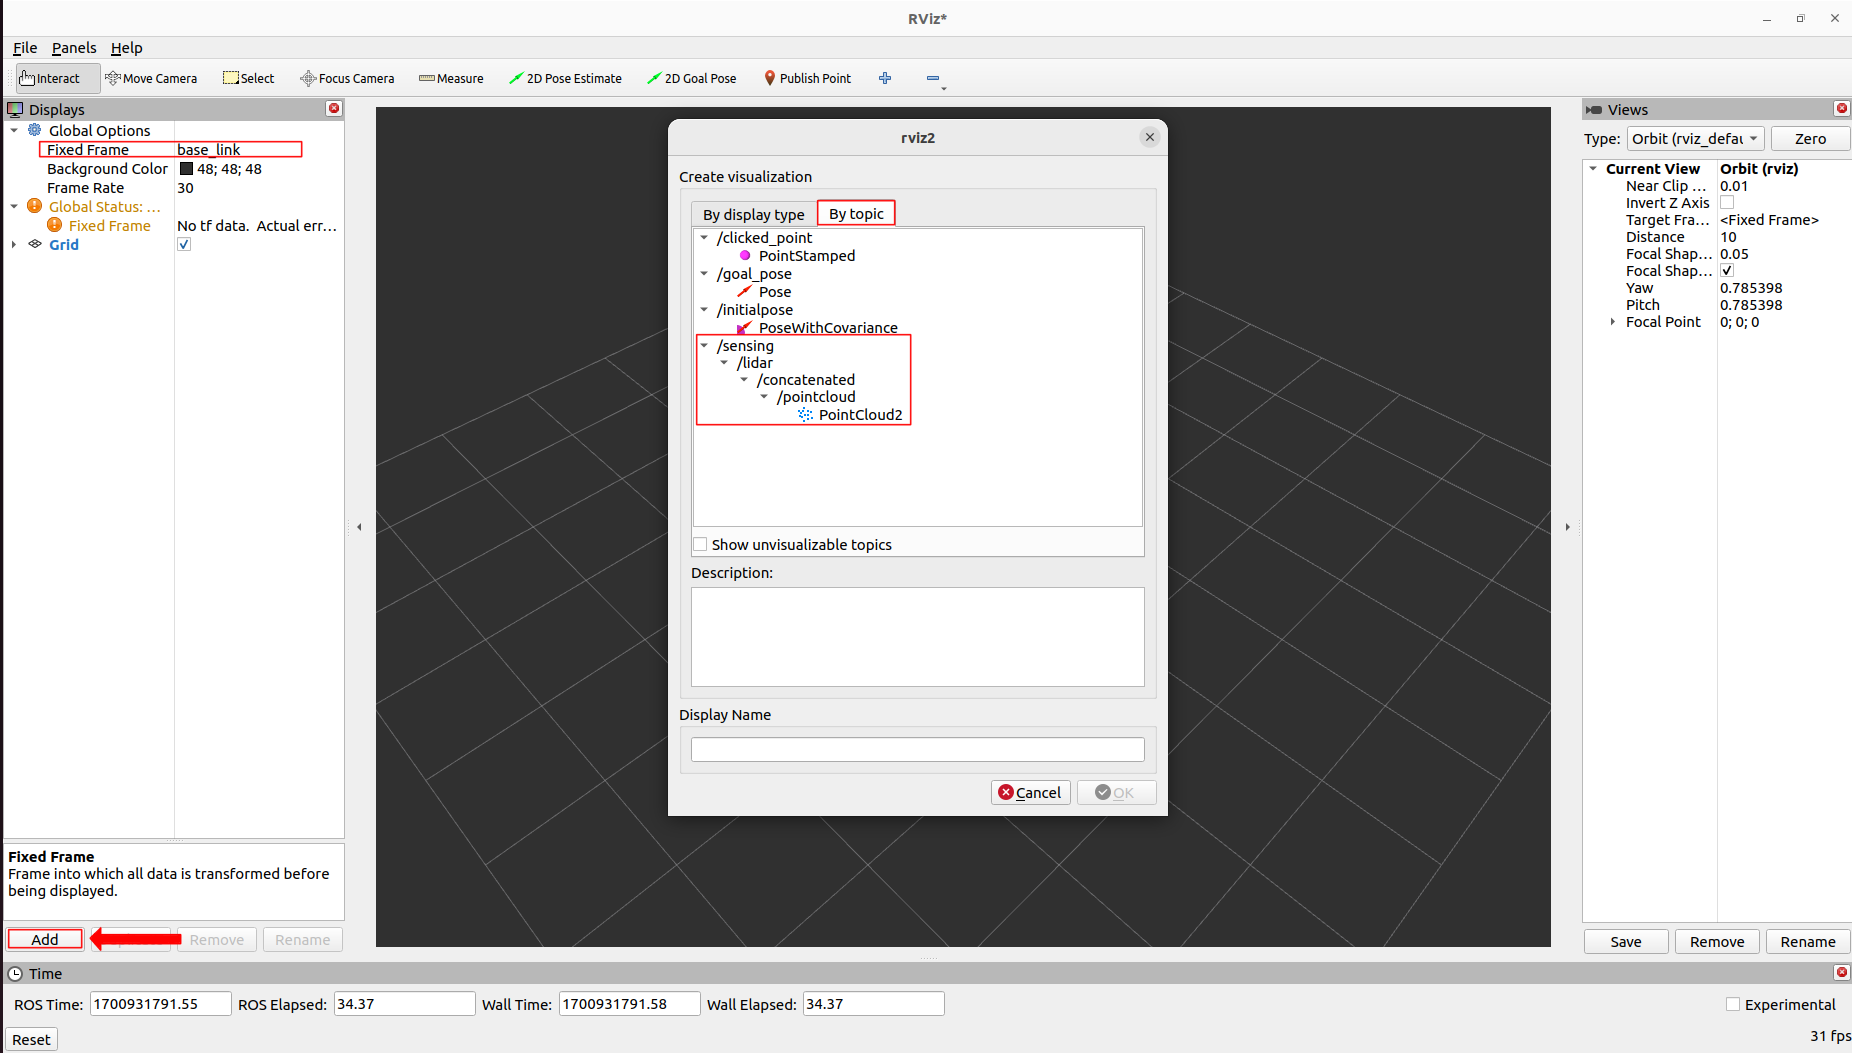 RViz*
File Panels Help
Interact Move Camera Select Focus Camera Measure 2D Pose Estimate 2D Goal Pose Publish Point
Displays
Global Options
Fixed Frame base_link
Background Color 48; 48; 48
Frame Rate 30
Global Status: ...
Fixed Frame No tf data. Actual err...
Grid
Fixed Frame
Frame into which all data is transformed before
being displayed.
Add Remove Rename
rviz2
Create visualization
By display type By topic
/clicked_point
PointStamped
/goal_pose
Pose
/initialpose
PoseWithCovariance
/sensing
/lidar
/concatenated
/pointcloud
PointCloud2
Show unvisualizable topics
Description:
Display Name
Cancel OK
Views
Type: Orbit (rviz_defau Zero
Current View Orbit (rviz)
Near Clip ... 0.01
Invert Z Axis
Target Fra... <Fixed Frame>
Distance 10
Focal Shap... 0.05
Focal Shap...
Yaw 0.785398
Pitch 0.785398
Focal Point 0; 0; 0
Save Remove Rename
Time
ROS Time: 1700931791.55 ROS Elapsed: 34.37 Wall Time: 1700931791.58 Wall Elapsed: 34.37 Experimental
Reset 31 fps